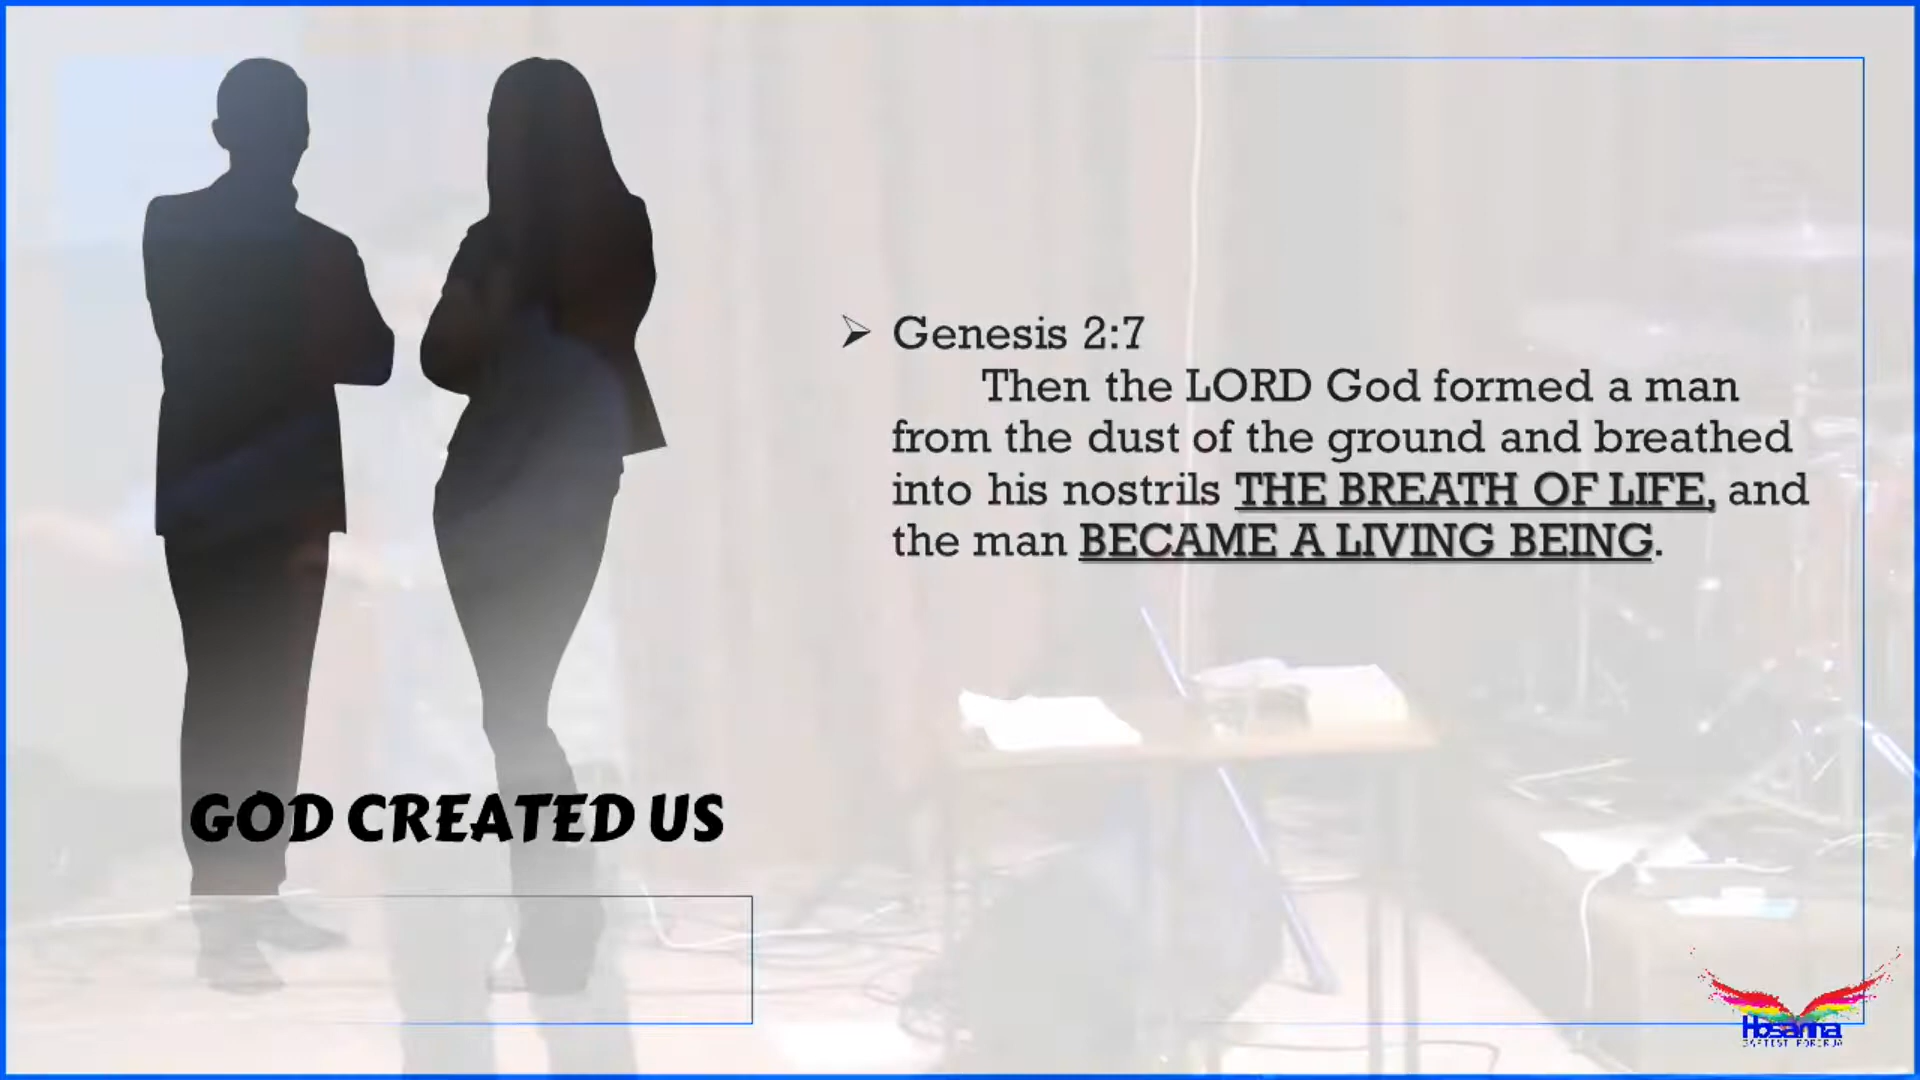 Genesis 2:7
Then the LORD God formed a man
from the dust of the ground and breathed
into his nostrils THE BREATH OF LIFE, and
the man BECAME A LIVING BEING.
GOD CREATED US
Hosanna